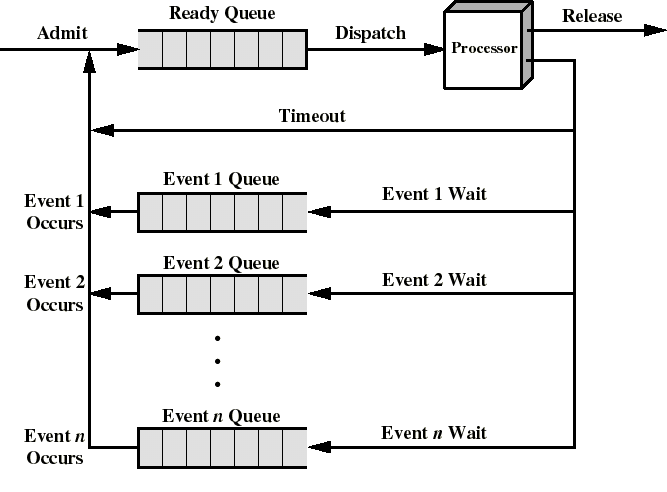 Ready Queue
Release
Admit
Dispatch
Processor
Timeout
Event 1 Queue
Event 1 Wait
Event 1
Occurs
Event 2 Queue
Event 2 Wait
Event 2
Occurs
Event n Queue
Event n Wait
Event n
Occurs